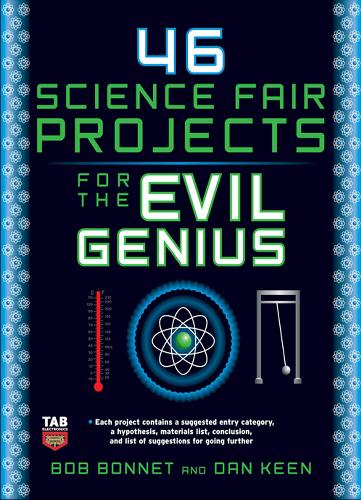 46
SCIENCE FAIR
PROJECTS
FOR THE
EVIL
GENIUS
C F
TAB
ELECTRONICS
• Each project contains a suggested entry category,
a hypothesis, materials list, conclusion,
and list of suggestions for going further
BOB BONNET AND DAN KEEN